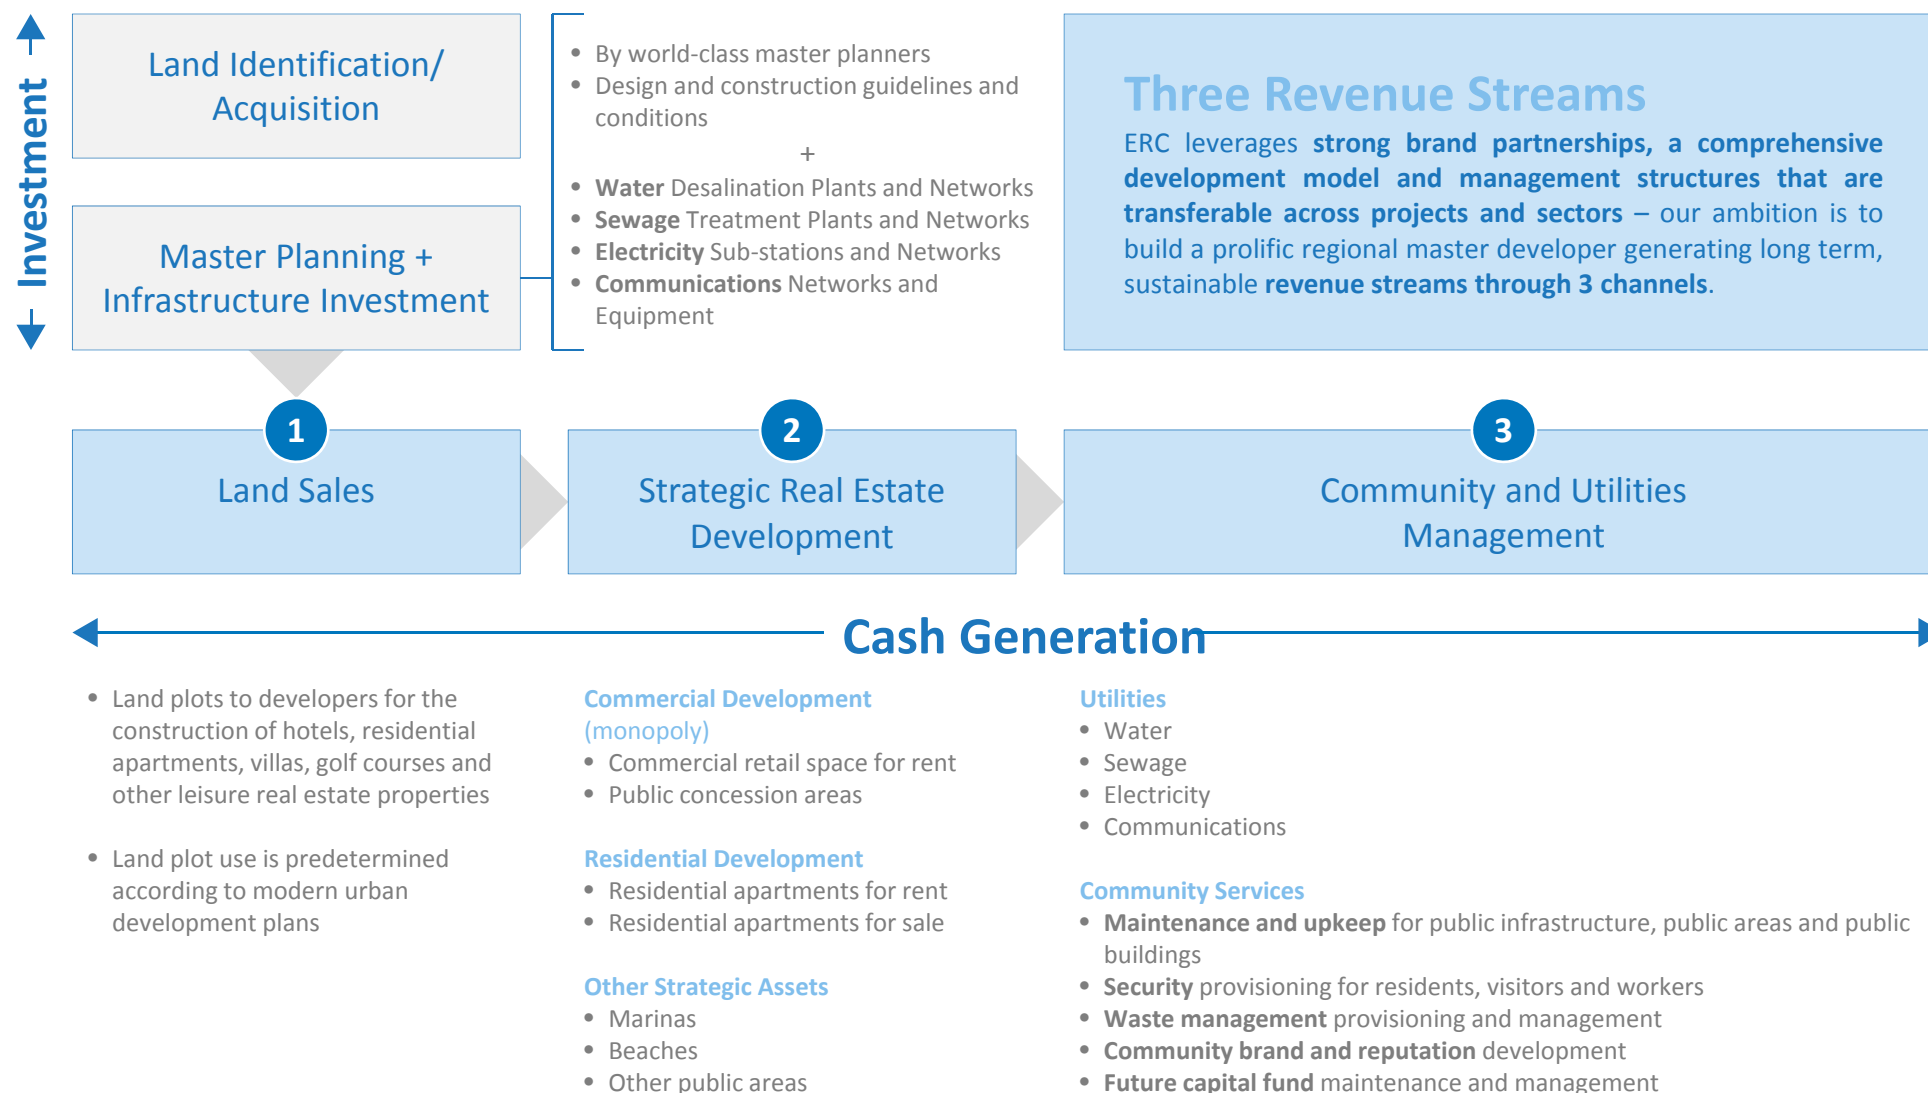 Investment
Land Identification/
Acquisition
Master Planning +
Infrastructure Investment
• By world-class master planners
• Design and construction guidelines and
conditions
+
• Water Desalination Plants and Networks
• Sewage Treatment Plants and Networks
• Electricity Sub-stations and Networks
• Communications Networks and
Equipment
Three Revenue Streams
ERC leverages strong brand partnerships, a comprehensive
development model and management structures that are
transferable across projects and sectors – our ambition is to
build a prolific regional master developer generating long term,
sustainable revenue streams through 3 channels.
1
Land Sales
2
Strategic Real Estate
Development
3
Community and Utilities
Management
Cash Generation
• Land plots to developers for the
construction of hotels, residential
apartments, villas, golf courses and
other leisure real estate properties
• Land plot use is predetermined
according to modern urban
development plans
Commercial Development
(monopoly)
• Commercial retail space for rent
• Public concession areas
Residential Development
• Residential apartments for rent
• Residential apartments for sale
Other Strategic Assets
• Marinas
• Beaches
• Other public areas
Utilities
• Water
• Sewage
• Electricity
• Communications
Community Services
• Maintenance and upkeep for public infrastructure, public areas and public
buildings
• Security provisioning for residents, visitors and workers
• Waste management provisioning and management
• Community brand and reputation development
• Future capital fund maintenance and management